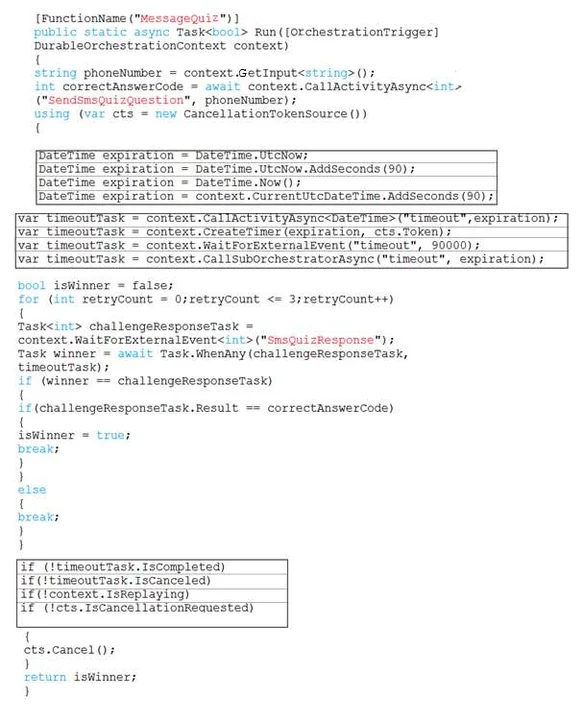 [FunctionName("MessageQuiz")]
public static async Task<bool> Run([OrchestrationTrigger]
DurableOrchestrationContext context)
{
string phoneNumber = context.GetInput<string>();
int correctAnswerCode = await context.CallActivityAsync<int>
("SendSmsQuizQuestion", phoneNumber);
using (var cts = new CancellationTokenSource())
{
DateTime expiration = DateTime.UtcNow;
DateTime expiration = DateTime.UtcNow.AddSeconds(90);
DateTime expiration = DateTime.Now();
DateTime expiration = context.CurrentUtcDateTime.AddSeconds(90);
var timeoutTask = context.CallActivityAsync<DateTime>("timeout",expiration);
var timeoutTask = context.CreateTimer(expiration, cts.Token);
var timeoutTask = context.WaitForExternalEvent("timeout", 90000);
var timeoutTask = context.CallSubOrchestratorAsync("timeout", expiration);
bool isWinner = false;
for (int retryCount = 0;retryCount <= 3;retryCount++)
{
Task<int> challengeResponseTask =
context.WaitForExternalEvent<int>("SmsQuizResponse");
Task winner = await Task.WhenAny(challengeResponseTask,
timeoutTask);
if (winner == challengeResponseTask)
{
if(challengeResponseTask.Result == correctAnswerCode)
{
isWinner = true;
break;
}
}
else
{
break;
}
}
if (!timeoutTask.IsCompleted)
if(!timeoutTask.IsCanceled)
if(!context.IsReplaying)
if (!cts.IsCancellationRequested)
{
cts.Cancel();
}
return isWinner;
}